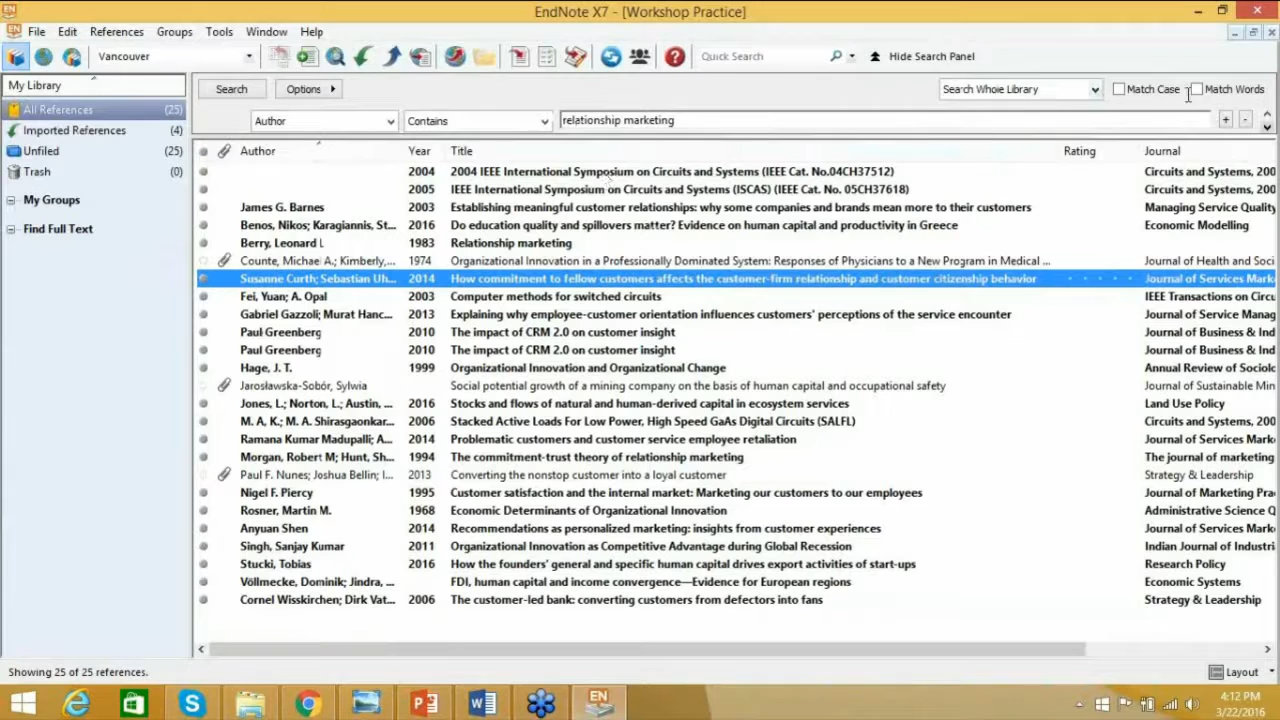 EndNote X7 - [Workshop Practice]
File Edit References Groups Tools Window Help
Vancouver Quick Search Hide Search Panel
My Library Search Options Search Whole Library Match Case Match Words
All References (25) Author Contains relationship marketing + -
Imported References (4)
Unfiled (25)
Trash (0)
My Groups
Find Full Text
Author Year Title Rating Journal
2004 2004 IEEE International Symposium on Circuits and Systems (IEEE Cat. No.04CH37512) Circuits and Systems, 200
2005 IEEE International Symposium on Circuits and Systems (ISCAS) (IEEE Cat. No. 05CH37618) Circuits and Systems, 200
James G. Barnes 2003 Establishing meaningful customer relationships: why some companies and brands mean more to their customers Managing Service Quality
Benos, Nikos; Karagiannis, St... 2016 Do education quality and spillovers matter? Evidence on human capital and productivity in Greece Economic Modelling
Berry, Leonard L 1983 Relationship marketing
Counte, Michael A.; Kimberly,... 1974 Organizational Innovation in a Professionally Dominated System: Responses of Physicians to a New Program in Medical ... Journal of Health and Soci
Susanne Curth; Sebastian Uh... 2014 How commitment to fellow customers affects the customer-firm relationship and customer citizenship behavior Journal of Services Mark
Fei, Yuan; A. Opal 2003 Computer methods for switched circuits IEEE Transactions on Circu
Gabriel Gazzoli; Murat Hanc... 2013 Explaining why employee-customer orientation influences customers' perceptions of the service encounter Journal of Service Manag
Paul Greenberg 2010 The impact of CRM 2.0 on customer insight Journal of Business & Ind
Paul Greenberg 2010 The impact of CRM 2.0 on customer insight Journal of Business & Ind
Hage, J. T. 1999 Organizational Innovation and Organizational Change Annual Review of Sociolc
Jarosławska-Sobór, Sylwia Social potential growth of a mining company on the basis of human capital and occupational safety Journal of Sustainable Min
Jones, L.; Norton, L.; Austin, ... 2016 Stocks and flows of natural and human-derived capital in ecosystem services Land Use Policy
M. A, K.; M. A. Shirasgaonkar... 2006 Stacked Active Loads For Low Power, High Speed GaAs Digital Circuits (SALFL) Circuits and Systems, 200
Ramana Kumar Madupalli; A... 2014 Problematic customers and customer service employee retaliation Journal of Services Mark
Morgan, Robert M; Hunt, Sh... 1994 The commitment-trust theory of relationship marketing The journal of marketing
Paul F. Nunes; Joshua Bellin; I... 2013 Converting the nonstop customer into a loyal customer Strategy & Leadership
Nigel F. Piercy 1995 Customer satisfaction and the internal market: Marketing our customers to our employees Journal of Marketing Pra
Rosner, Martin M. 1968 Economic Determinants of Organizational Innovation Administrative Science Q
Anyuan Shen 2014 Recommendations as personalized marketing: insights from customer experiences Journal of Services Mark
Singh, Sanjay Kumar 2011 Organizational Innovation as Competitive Advantage during Global Recession Indian Journal of Industri
Stucki, Tobias 2016 How the founders' general and specific human capital drives export activities of start-ups Research Policy
Völlmecke, Dominik; Jindra, ... FDI, human capital and income convergence—Evidence for European regions Economic Systems
Cornel Wisskirchen; Dirk Vat... 2006 The customer-led bank: converting customers from defectors into fans Strategy & Leadership
Showing 25 of 25 references. Layout
4:12 PM
3/22/2016